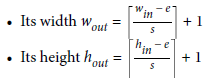 • Its width w_out = ⌈(w_in − e)/s⌉ + 1
• Its height h_out = ⌈(h_in − e)/s⌉ + 1